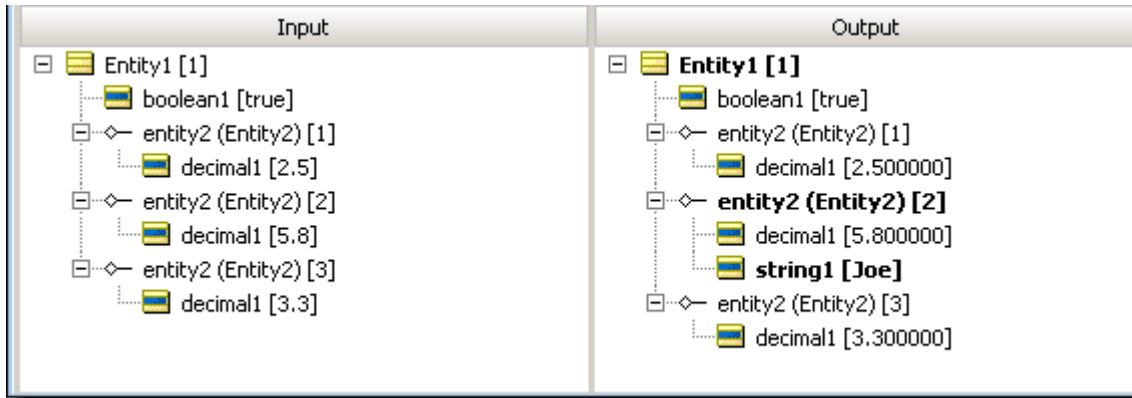 Input
Entity1 [1]
boolean1 [true]
entity2 (Entity2) [1]
decimal1 [2.5]
entity2 (Entity2) [2]
decimal1 [5.8]
entity2 (Entity2) [3]
decimal1 [3.3]
Output
Entity1 [1]
boolean1 [true]
entity2 (Entity2) [1]
decimal1 [2.500000]
entity2 (Entity2) [2]
decimal1 [5.800000]
string1 [Joe]
entity2 (Entity2) [3]
decimal1 [3.300000]